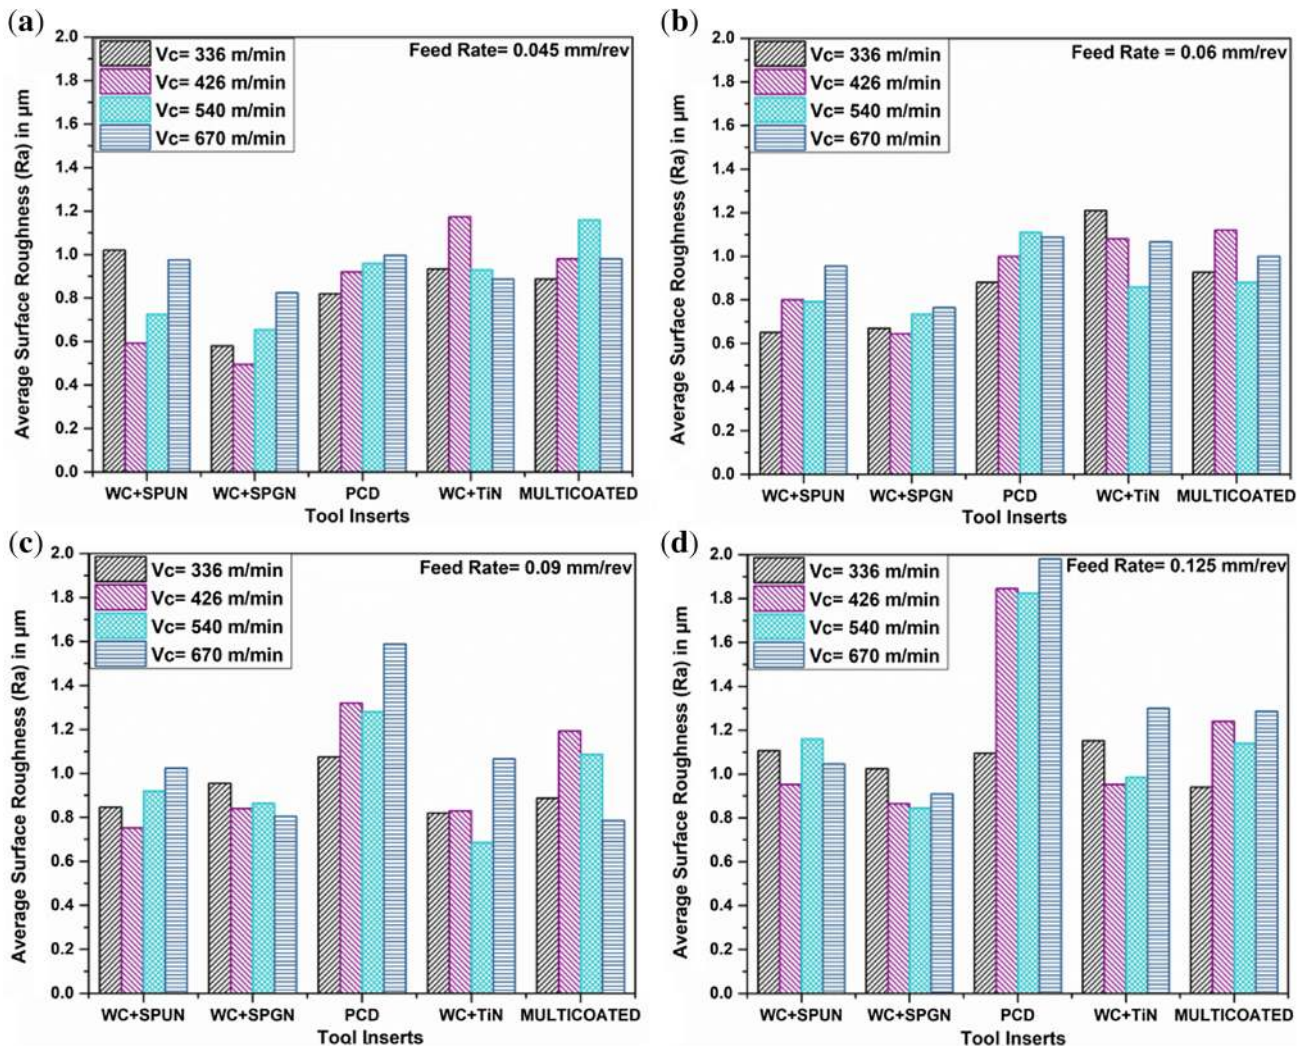 (a)
Feed Rate= 0.045 mm/rev
Vc= 336 m/min
Vc= 426 m/min
Vc= 540 m/min
Vc= 670 m/min
Average Surface Roughness (Ra) in µm
2.0
1.8
1.6
1.4
1.2
1.0
0.8
0.6
0.4
0.2
0.0
WC+SPUN WC+SPGN PCD WC+TiN MULTICOATED
Tool Inserts
(b)
Feed Rate = 0.06 mm/rev
Vc= 336 m/min
Vc= 426 m/min
Vc= 540 m/min
Vc= 670 m/min
Average Surface Roughness (Ra) in µm
2.0
1.8
1.6
1.4
1.2
1.0
0.8
0.6
0.4
0.2
0.0
WC+SPUN WC+SPGN PCD WC+TiN MULTICOATED
Tool Inserts
(c)
Feed Rate= 0.09 mm/rev
Vc= 336 m/min
Vc= 426 m/min
Vc= 540 m/min
Vc= 670 m/min
Average Surface Roughness (Ra) in µm
2.0
1.8
1.6
1.4
1.2
1.0
0.8
0.6
0.4
0.2
0.0
WC+SPUN WC+SPGN PCD WC+TiN MULTICOATED
Tool Inserts
(d)
Feed Rate= 0.125 mm/rev
Vc= 336 m/min
Vc= 426 m/min
Vc= 540 m/min
Vc= 670 m/min
Average Surface Roughness (Ra) in µm
2.0
1.8
1.6
1.4
1.2
1.0
0.8
0.6
0.4
0.2
0.0
WC+SPUN WC+SPGN PCD WC+TiN MULTICOATED
Tool Inserts